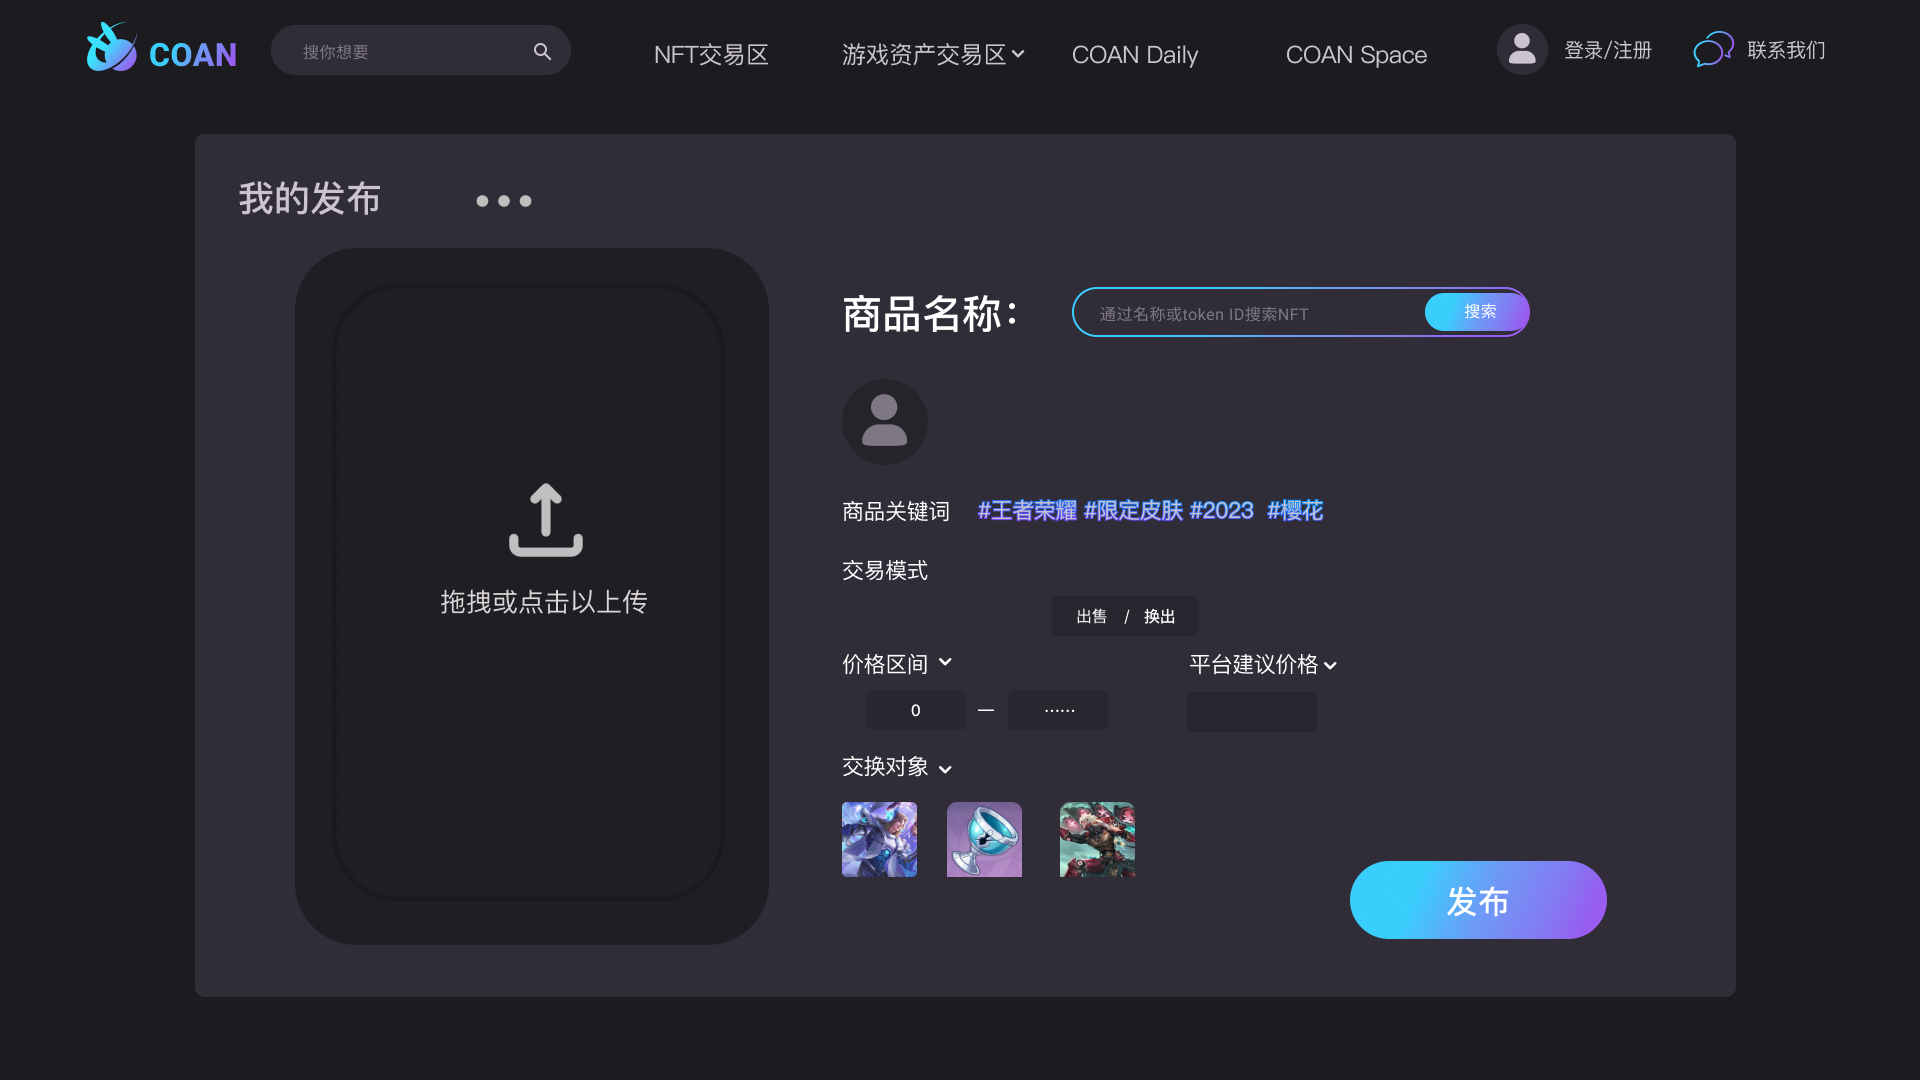 COAN
搜你想要
NFT交易区
游戏资产交易区
COAN Daily
COAN Space
登录/注册
联系我们
我的发布
商品名称：
通过名称或token ID搜索NFT
搜索
商品关键词
#王者荣耀 #限定皮肤 #2023 #樱花
交易模式
拖拽或点击以上传
出售 / 换出
价格区间
平台建议价格
0 — ······
交换对象
发布